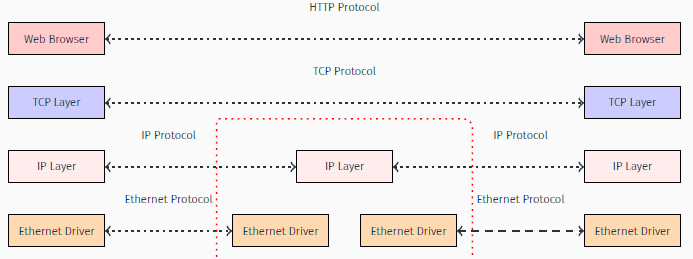 HTTP Protocol
Web Browser
Web Browser
TCP Protocol
TCP Layer
TCP Layer
IP Protocol
IP Protocol
IP Layer
IP Layer
IP Layer
Ethernet Protocol
Ethernet Protocol
Ethernet Driver
Ethernet Driver
Ethernet Driver
Ethernet Driver